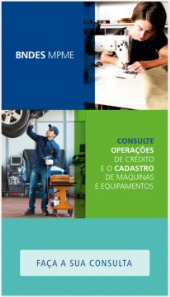 BNDES MPME
CONSULTE
OPERAÇÕES
DE CRÉDITO
E O CADASTRO
DE MÁQUINAS
E EQUIPAMENTOS
FAÇA A SUA CONSULTA